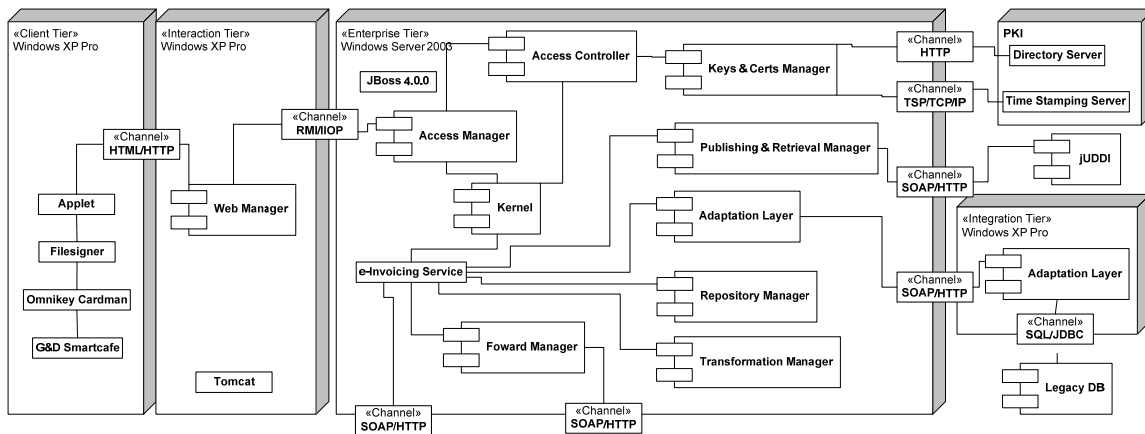 «Client Tier»
Windows XP Pro
«Channel»
HTML/HTTP
Applet
Filesigner
Omnikey Cardman
G&D Smartcafe
«Interaction Tier»
Windows XP Pro
Web Manager
Tomcat
«Channel»
RMI/IIOP
«Enterprise Tier»
Windows Server 2003
JBoss 4.0.0
Access Controller
Keys & Certs Manager
Access Manager
Publishing & Retrieval Manager
Kernel
Adaptation Layer
e-Invoicing Service
Repository Manager
Foward Manager
Transformation Manager
«Channel»
SOAP/HTTP
«Channel»
SOAP/HTTP
«Channel»
HTTP
«Channel»
TSP/TCP/IP
«Channel»
SOAP/HTTP
«Channel»
SOAP/HTTP
PKI
Directory Server
Time Stamping Server
jUDDI
«Integration Tier»
Windows XP Pro
Adaptation Layer
«Channel»
SQL/JDBC
Legacy DB